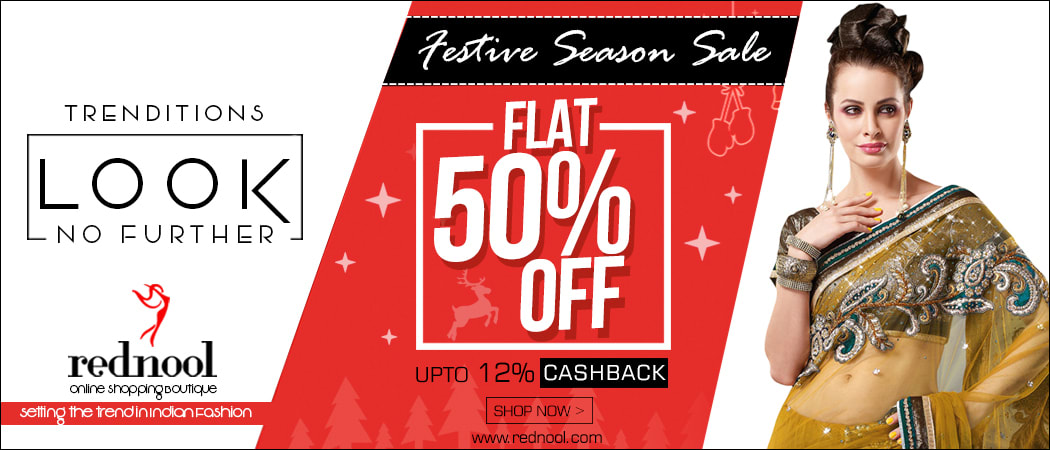 TRENDITIONS
LOOK
NO FURTHER
rednool
online shopping Boutique
setting the trend in indian fashion
Festive Season Sale
FLAT
50%
OFF
UPTO 12% CASHBACK
SHOP NOW >
www.rednool.com